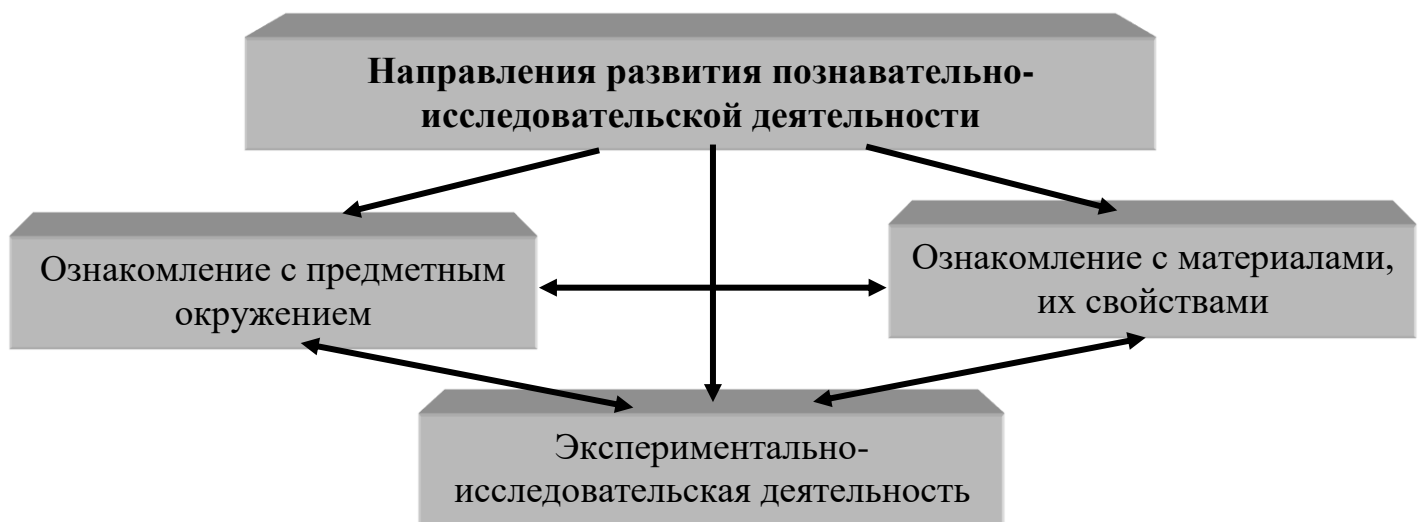 Направления развития познавательно-
исследовательской деятельности
Ознакомление с предметным
окружением
Ознакомление с материалами,
их свойствами
Экспериментально-
исследовательская деятельность